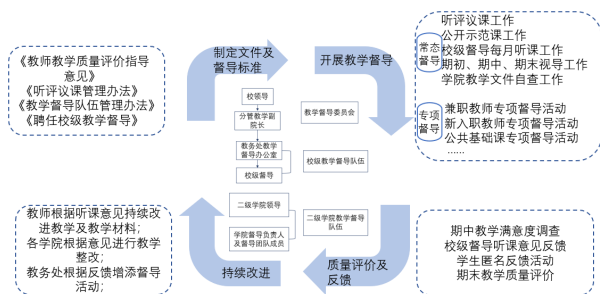 《教师教学质量评价指导
意见》
《听评议课管理办法》
《教学督导队伍管理办法》
《聘任校级教学督导》
制定文件及
督导标准
开展教学督导
常态
督导
听评议课工作
公开示范课工作
校级督导每月听课工作
期初、期中、期末视导工作
学院教学文件自查工作
专项
督导
兼职教师专项督导活动
新入职教师专项督导活动
公共基础课专项督导活动
......
校领导
分管教学副
院长
教务处教学
督导办公室
校级督导
二级学院领导
学院督导负责人
及督导团队成员
教学督导委员会
校级教学督导队伍
二级学院教学督导
队伍
教师根据听课意见持续改
进教学及教学材料;
各学院根据意见进行教学
整改;
教务处根据反馈增添督导
活动;
持续改进
质量评价及
反馈
期中教学满意度调查
校级督导听课意见反馈
学生匿名反馈活动
期末教学质量评价